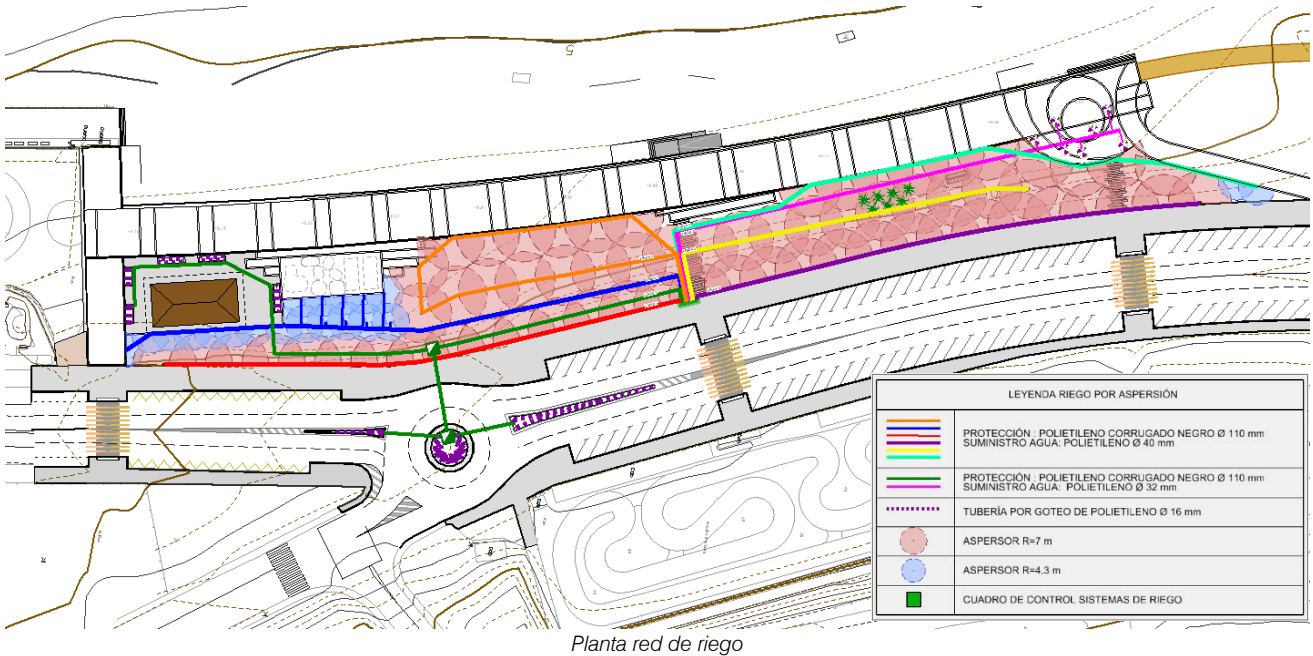 5
LEYENDA RIEGO POR ASPERSIÓN
PROTECCIÓN : POLIETILENO CORRUGADO NEGRO Ø 110 mm
SUMINISTRO AGUA: POLIETILENO Ø 40 mm
PROTECCIÓN : POLIETILENO CORRUGADO NEGRO Ø 110 mm
SUMINISTRO AGUA: POLIETILENO Ø 32 mm
TUBERÍA POR GOTEO DE POLIETILENO Ø 16 mm
ASPERSOR R=7 m
ASPERSOR R=4,3 m
CUADRO DE CONTROL SISTEMAS DE RIEGO
Planta red de riego